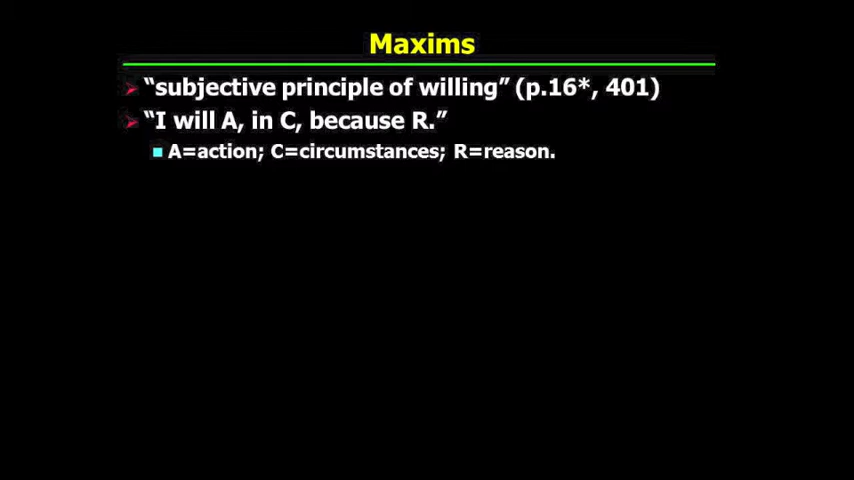 Maxims
“subjective principle of willing” (p.16*, 401)
“I will A, in C, because R.”
A=action; C=circumstances; R=reason.